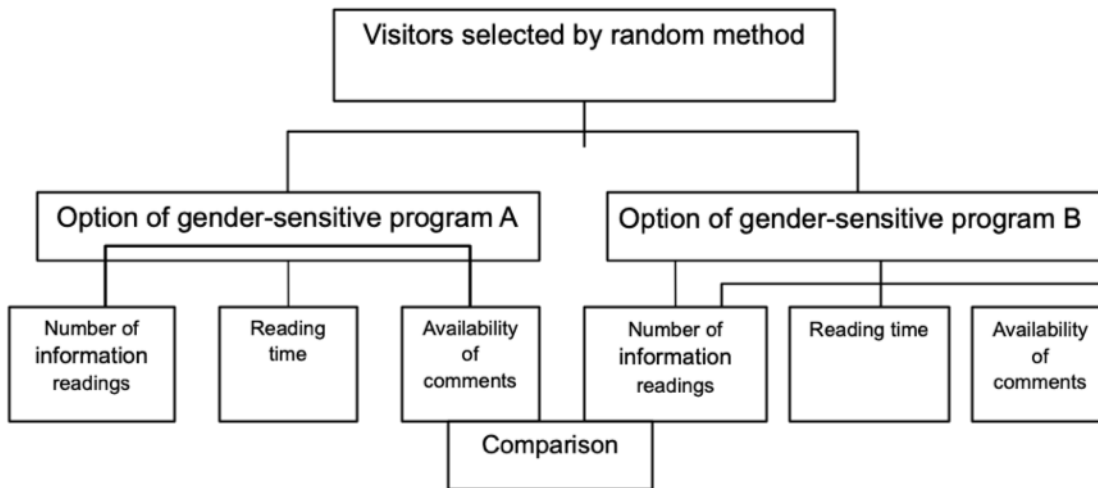 Visitors selected by random method
Option of gender-sensitive program A
Option of gender-sensitive program B
Number of
information
readings
Reading
time
Availability
of
comments
Number of
information
readings
Reading time
Availability
of
comments
Comparison